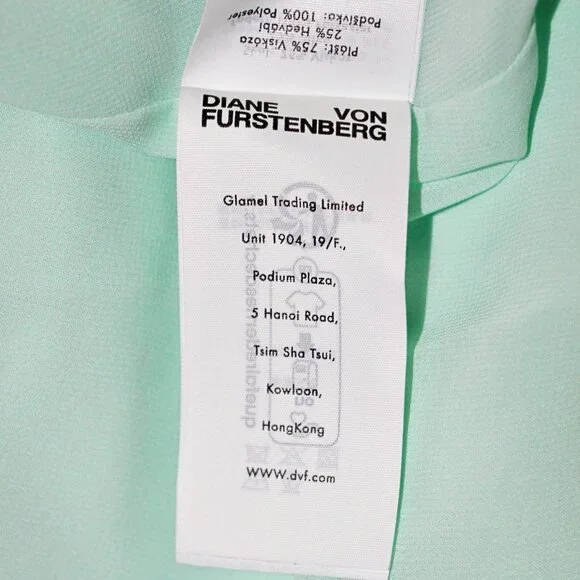 Plášť: 75% Viskóza
25% Hedvábí
Podšívka: 100% Polyester
DIANE VON
FURSTENBERG
Glamel Trading Limited
Unit 1904, 19/F.,
Podium Plaza,
5 Hanoi Road,
Tsim Sha Tsui,
Kowloon,
HongKong
www.dvf.com
quefairedemesdechets